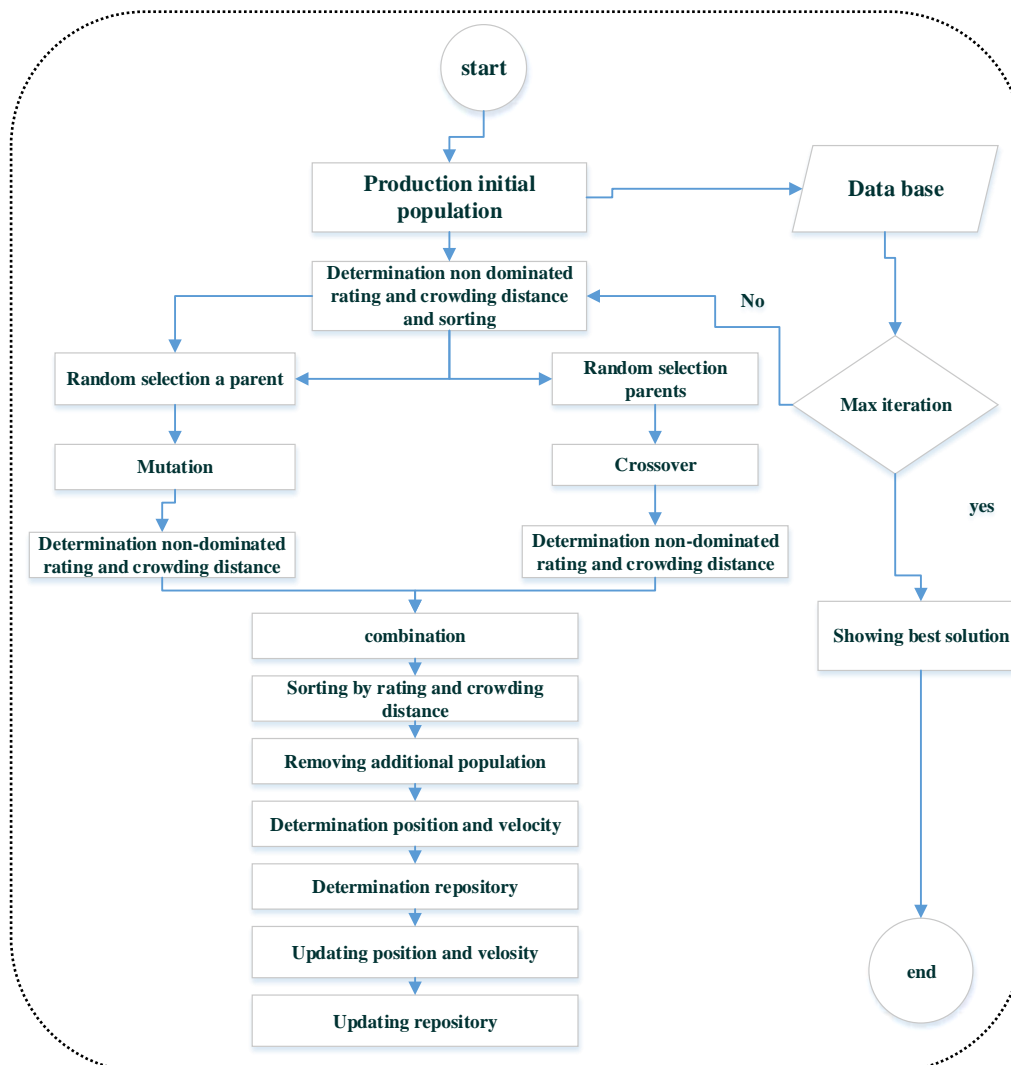 start
Production initial
population
Data base
Determination non dominated
rating and crowding distance
and sorting
No
Random selection a parent
Random selection
parents
Max iteration
Mutation
Crossover
yes
Determination non-dominated
rating and crowding distance
Determination non-dominated
rating and crowding distance
combination
Showing best solution
Sorting by rating and crowding
distance
Removing additional population
Determination position and velocity
Determination repository
Updating position and velosity
end
Updating repository